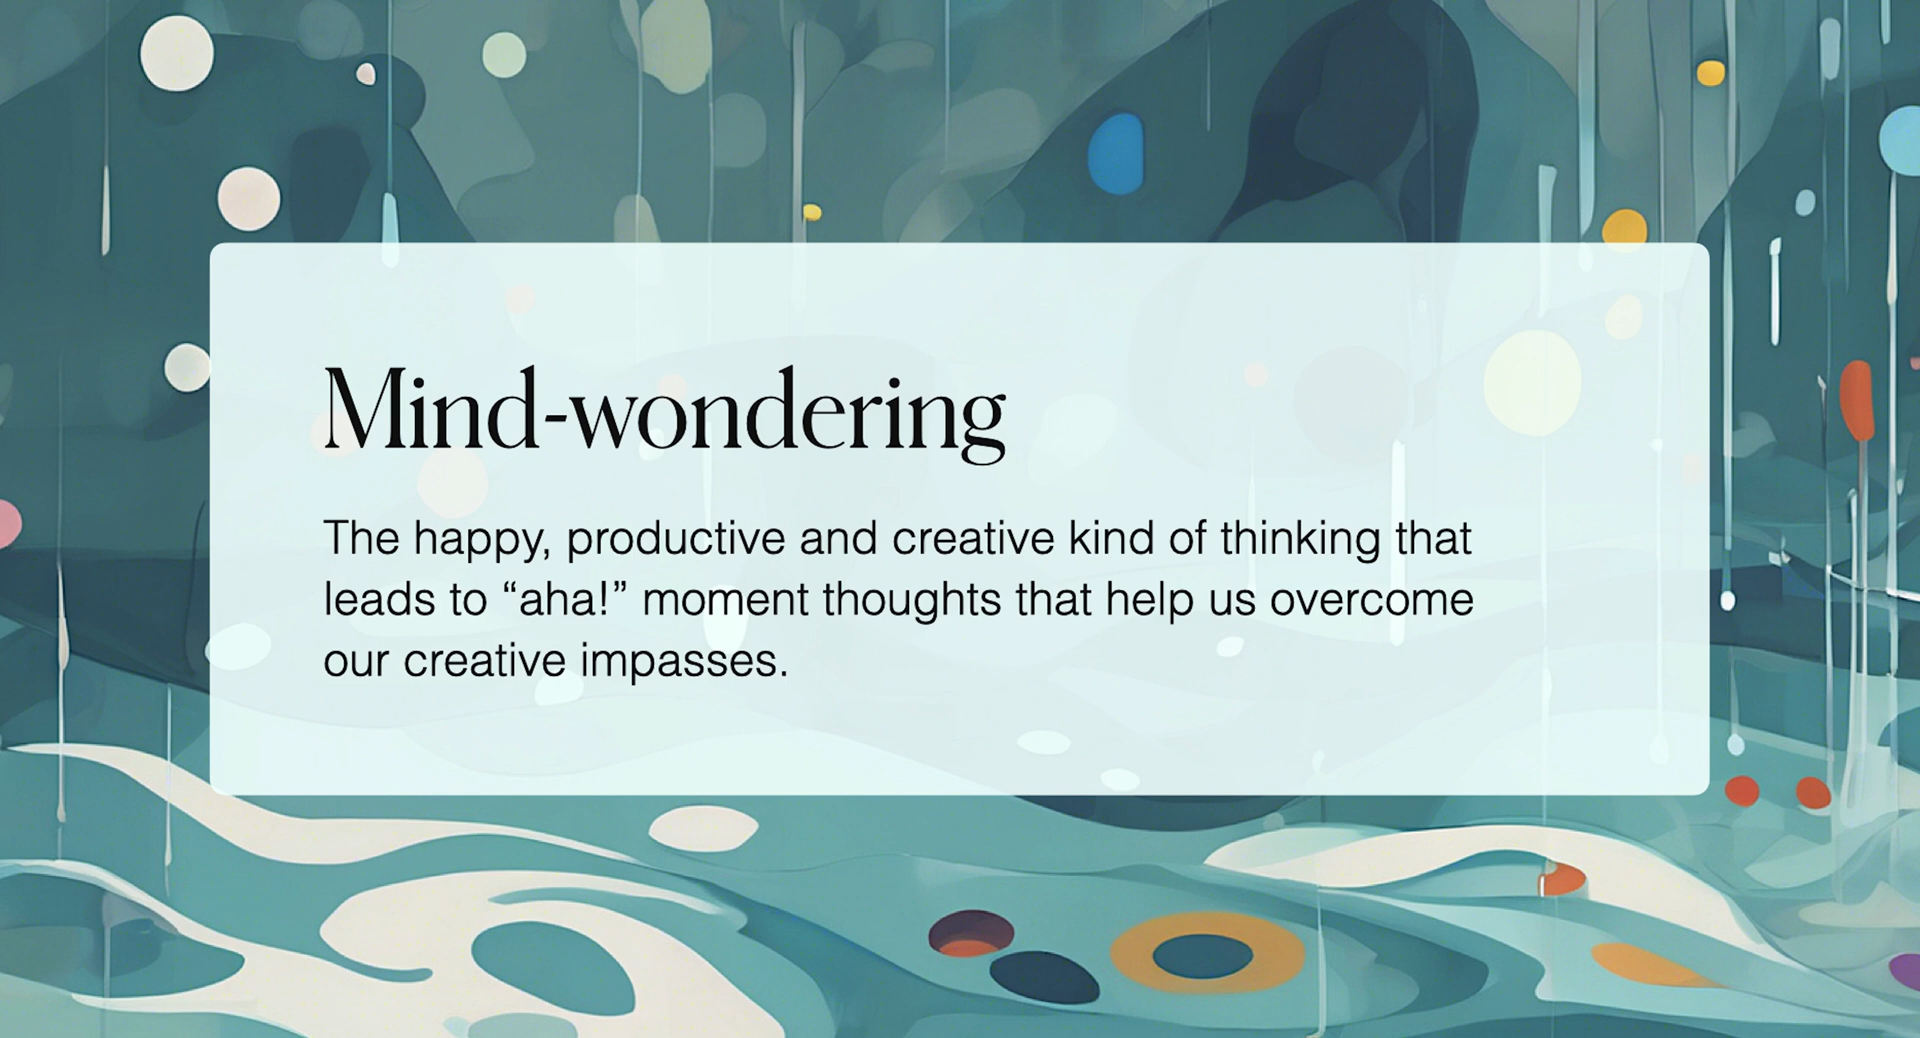 Mind-wondering
The happy, productive and creative kind of thinking that
leads to “aha!” moment thoughts that help us overcome
our creative impasses.